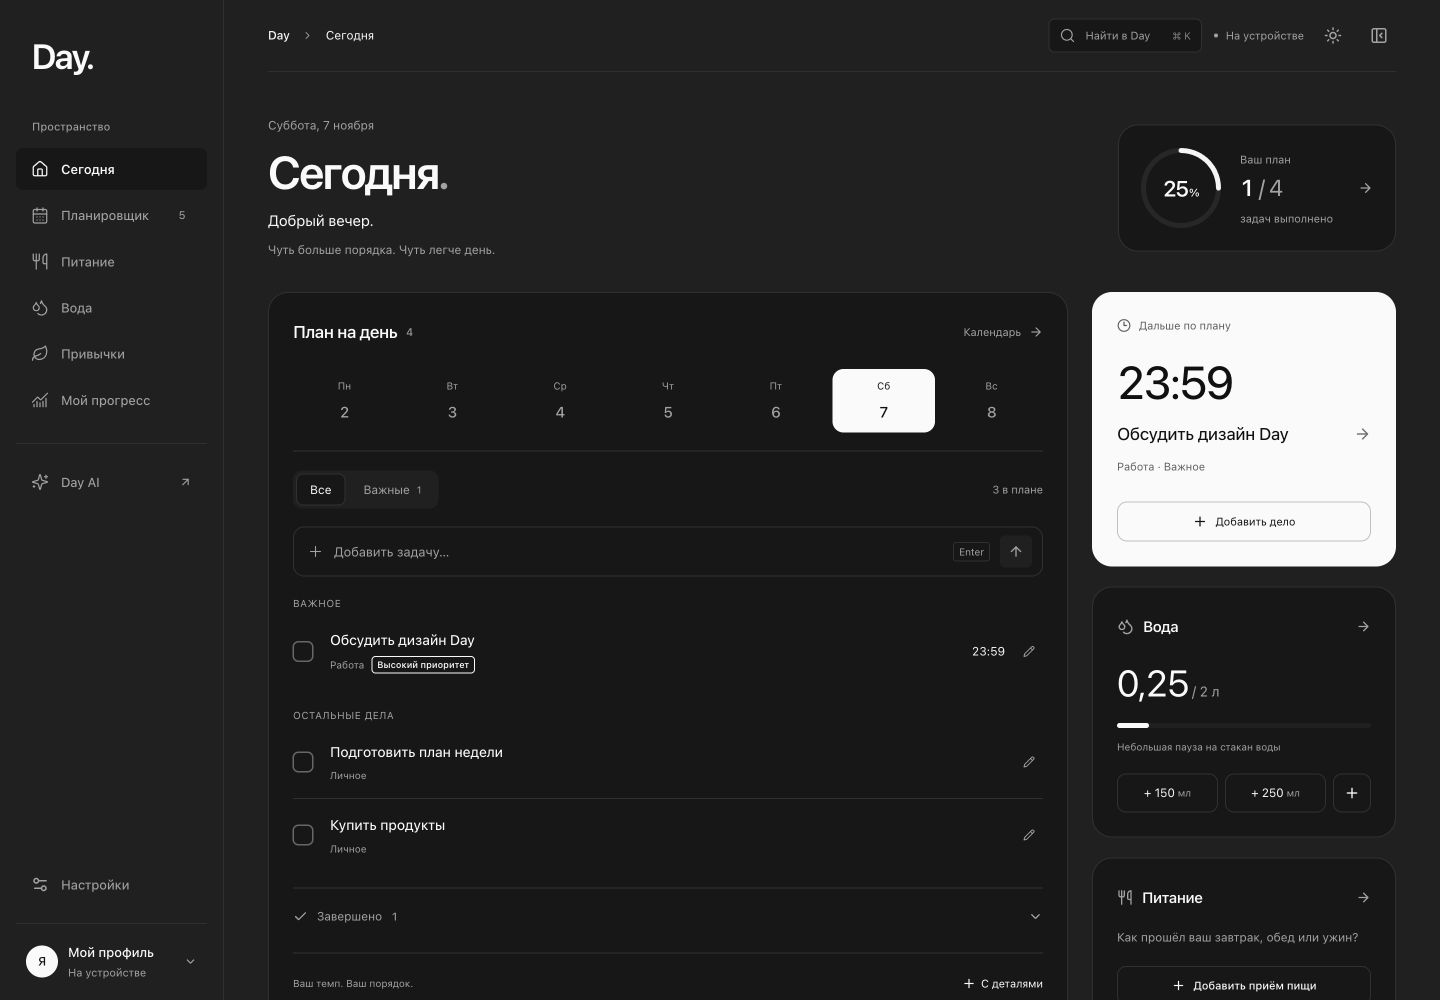 Day.
Пространство
Сегодня
Планировщик 5
Питание
Вода
Привычки
Мой прогресс
Day AI
Настройки
Я
Мой профиль
На устройстве
Day > Сегодня
Найти в Day ⌘ K
На устройстве
Суббота, 7 ноября
Сегодня.
Добрый вечер.
Чуть больше порядка. Чуть легче день.
25%
Ваш план
1 / 4
задач выполнено
План на день 4
Календарь
Пн Вт Ср Чт Пт Сб Вс
2 3 4 5 6 7 8
Все Важные 1
3 в плане
Добавить задачу...
Enter
ВАЖНОЕ
Обсудить дизайн Day
Работа Высокий приоритет
23:59
ОСТАЛЬНЫЕ ДЕЛА
Подготовить план недели
Личное
Купить продукты
Личное
Завершено 1
Ваш темп. Ваш порядок.
+ С деталями
Дальше по плану
23:59
Обсудить дизайн Day
Работа · Важное
+ Добавить дело
Вода
0,25 / 2 л
Небольшая пауза на стакан воды
+ 150 мл + 250 мл +
Питание
Как прошёл ваш завтрак, обед или ужин?
+ Добавить приём пищи